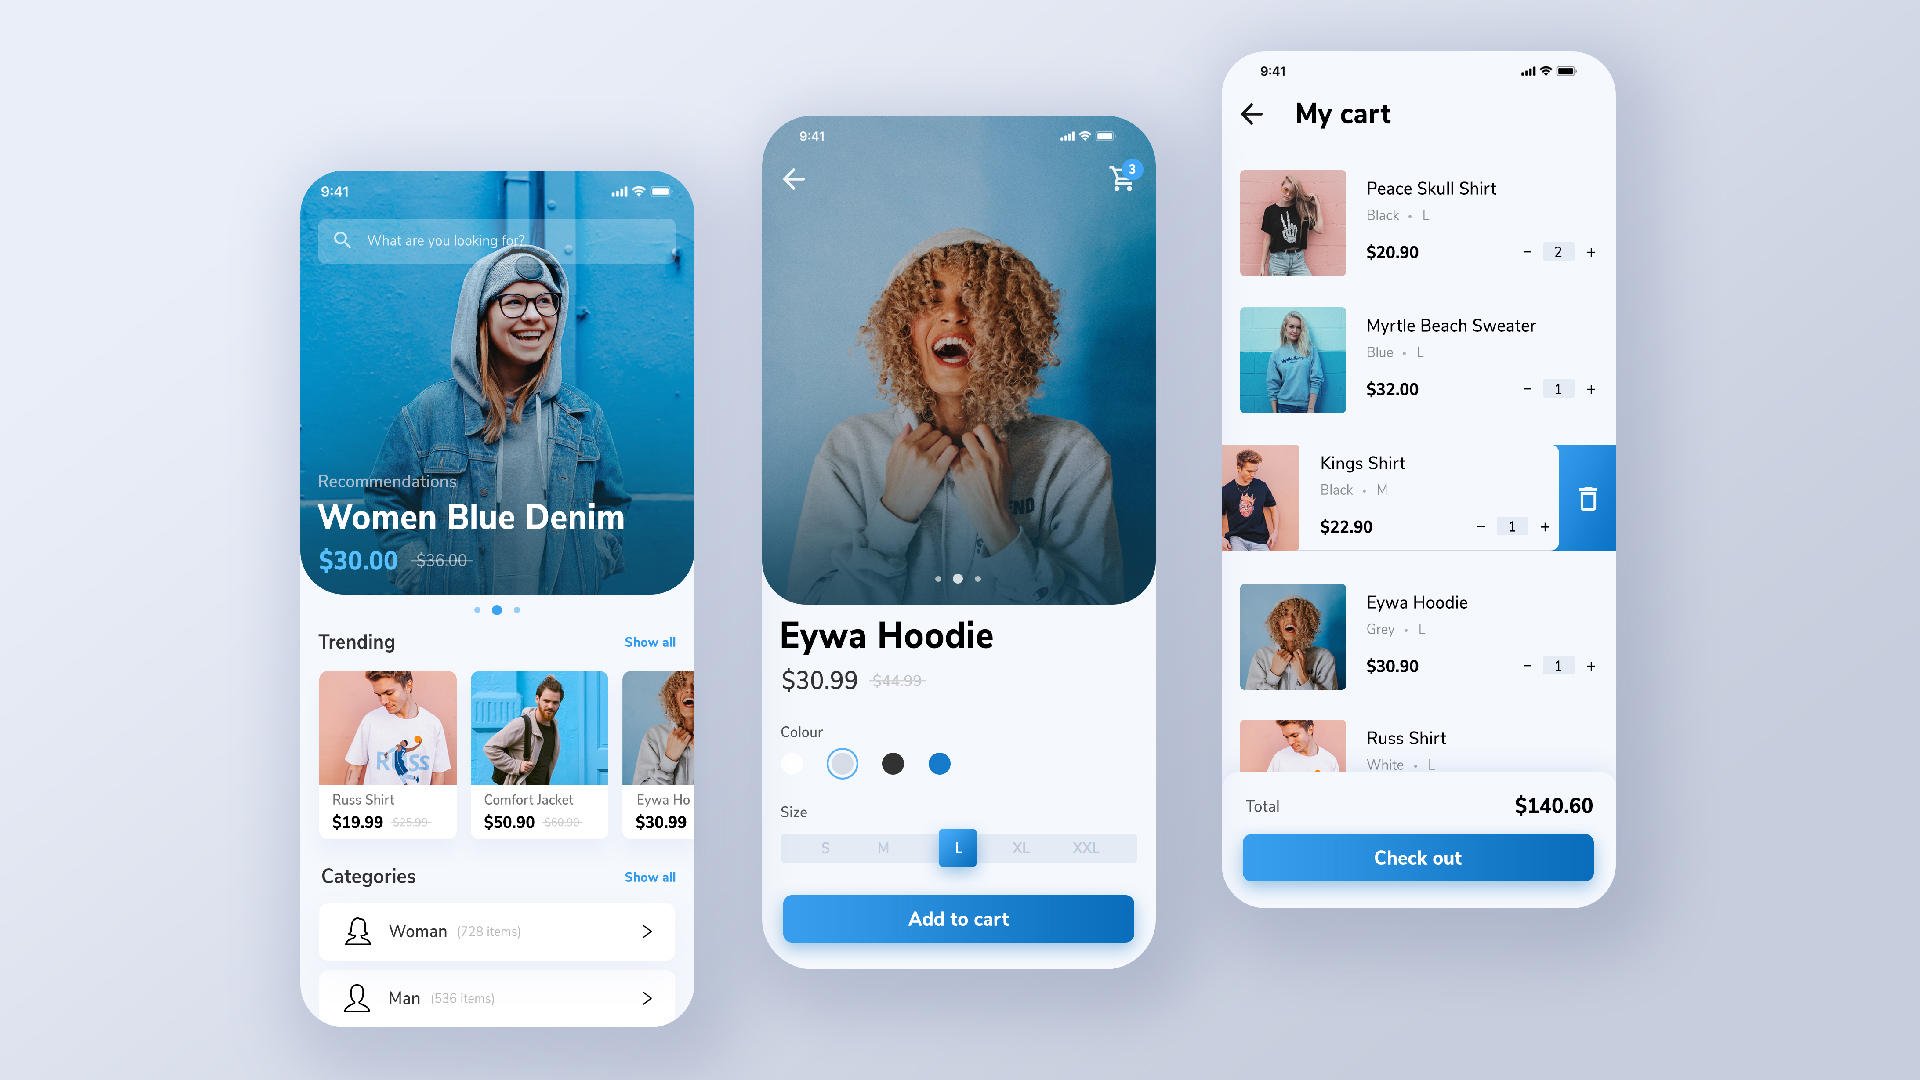 9:41
What are you looking for?
Recommendations
Women Blue Denim
$30.00 $36.00
Trending Show all
RUSS
Russ Shirt
$19.99 $25.99
Comfort Jacket
$50.90 $60.90
Eywa Ho
$30.99
Categories Show all
Woman (728 items)
Man (536 items)
9:41
3
END
Eywa Hoodie
$30.99 $44.99
Colour
Size
S M L XL XXL
Add to cart
9:41
My cart
Peace Skull Shirt
Black • L
$20.90 − 2 +
Myrtle Beach Sweater
Blue • L
$32.00 − 1 +
Kings Shirt
Black • M
$22.90 − 1 +
Eywa Hoodie
Grey • L
$30.90 − 1 +
Russ Shirt
White • L
Total $140.60
Check out